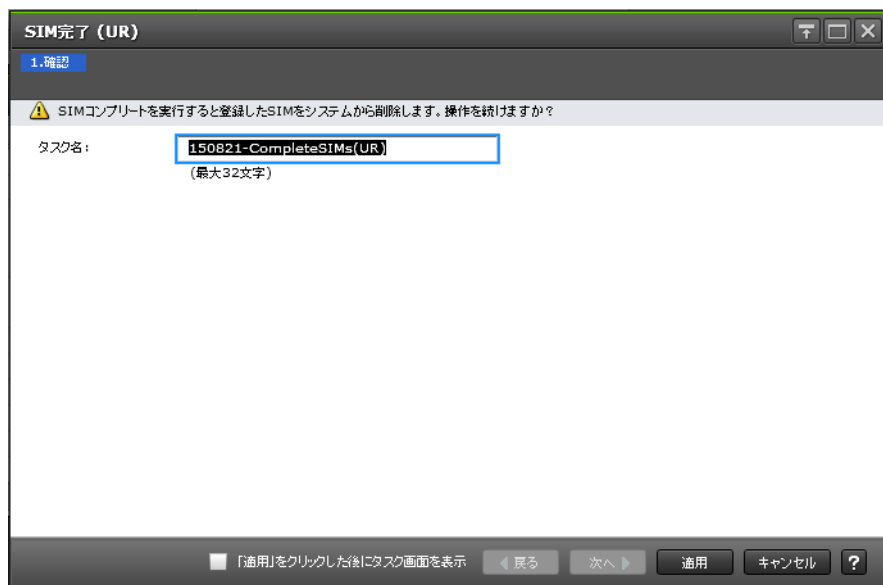 SIM完了 (UR)
1.確認
SIMコンプリートを実行すると登録したSIMをシステムから削除します。操作を続けますか?
タスク名: 150821-CompleteSIMs(UR)
(最大32文字)
「適用」をクリックした後にタスク画面を表示 戻る 次へ 適用 キャンセル ?